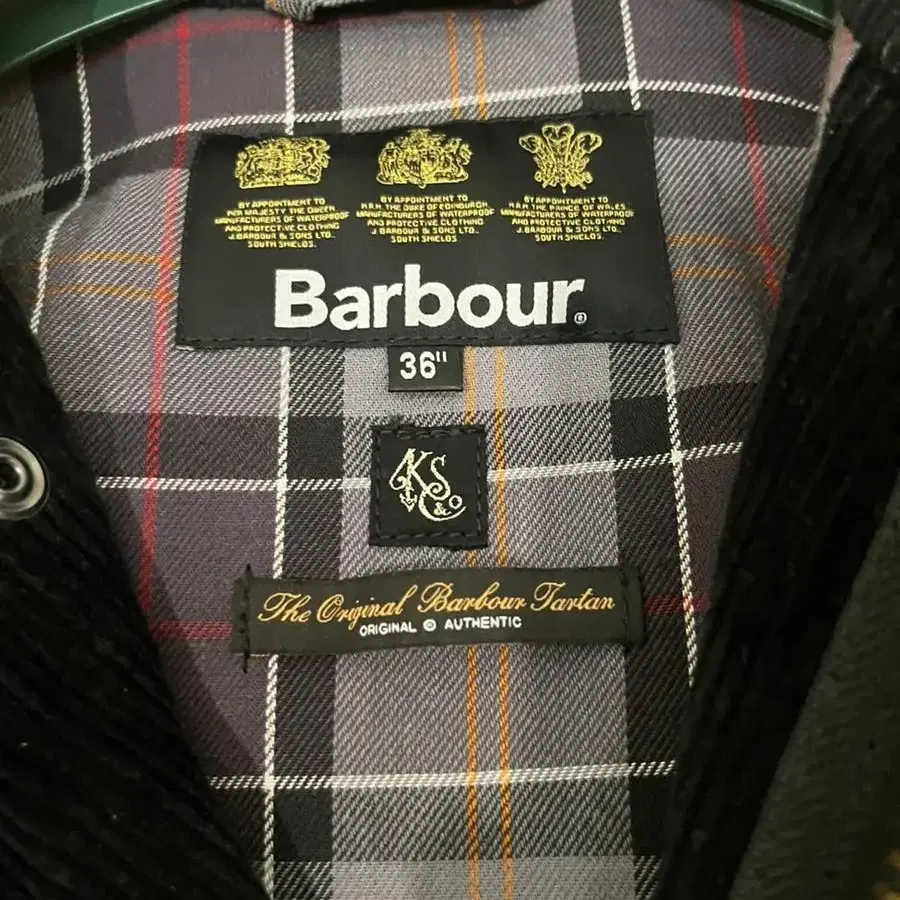 BY APPOINTMENT TO
HER MAJESTY THE QUEEN
MANUFACTURERS OF WATERPROOF
AND PROTECTIVE CLOTHING
J. BARBOUR & SONS LTD.
SOUTH SHIELDS.
BY APPOINTMENT TO
H.R.H. THE DUKE OF EDINBURGH
MANUFACTURERS OF WATERPROOF
AND PROTECTIVE CLOTHING
J. BARBOUR & SONS LTD.
SOUTH SHIELDS.
BY APPOINTMENT TO
H.R.H. THE PRINCE OF WALES
MANUFACTURERS OF WATERPROOF
AND PROTECTIVE CLOTHING
J. BARBOUR & SONS LTD.
SOUTH SHIELDS.
Barbour®
36"
KS
&Co
The Original Barbour Tartan
ORIGINAL © AUTHENTIC